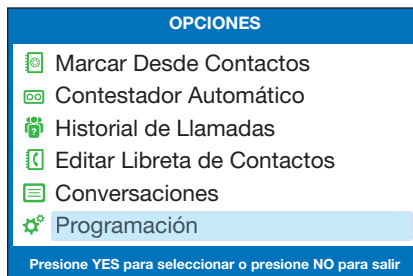 OPCIONES
Marcar Desde Contactos
Contestador Automático
Historial de Llamadas
Editar Libreta de Contactos
Conversaciones
Programación
Presione YES para seleccionar o presione NO para salir